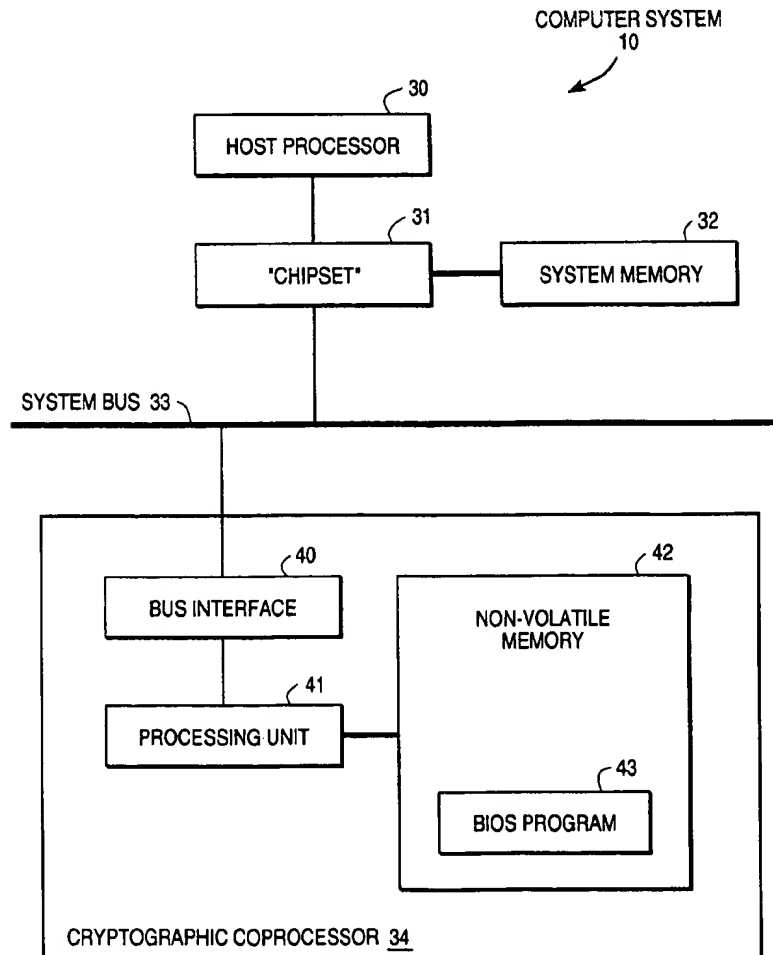 COMPUTER SYSTEM
10
30
HOST PROCESSOR
31
"CHIPSET"
32
SYSTEM MEMORY
SYSTEM BUS 33
40
BUS INTERFACE
41
PROCESSING UNIT
42
NON-VOLATILE
MEMORY
43
BIOS PROGRAM
CRYPTOGRAPHIC COPROCESSOR 34